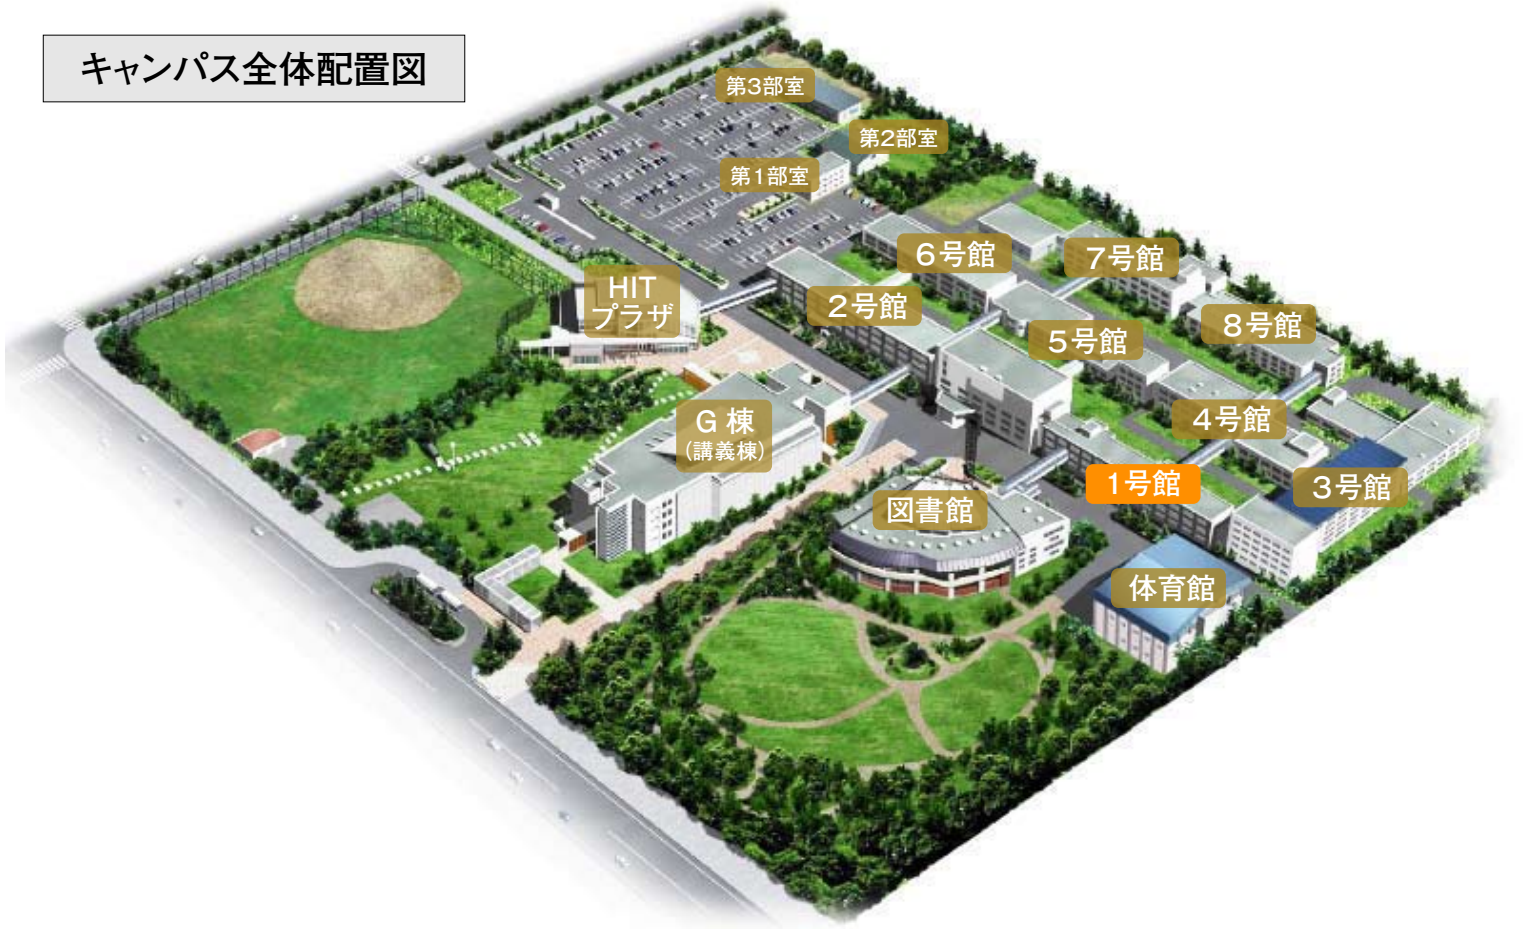 キャンパス全体配置図
第3部室
第2部室
第1部室
6号館
7号館
HIT
プラザ
2号館
5号館
8号館
G 棟
(講義棟)
4号館
1号館
3号館
図書館
体育館